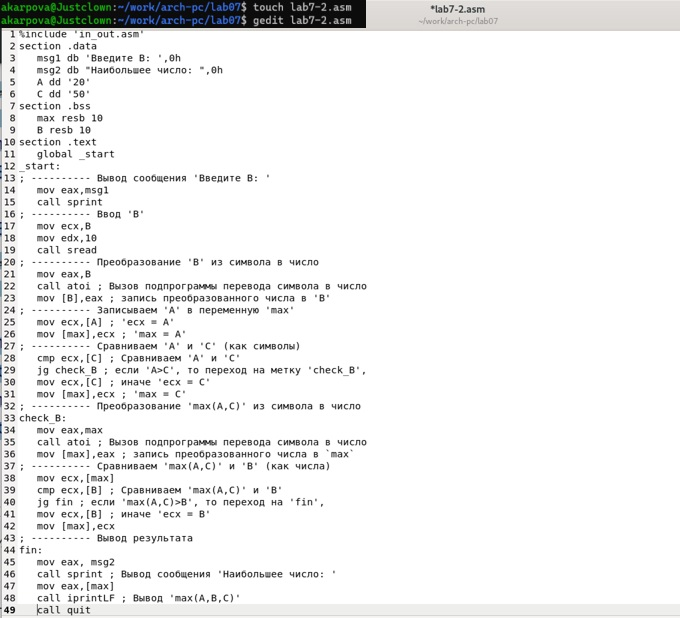 akarpova@Justclown:~/work/arch-pc/lab07$ touch lab7-2.asm
akarpova@Justclown:~/work/arch-pc/lab07$ gedit lab7-2.asm
*lab7-2.asm
~/work/arch-pc/lab07
1 %include 'in_out.asm'
2 section .data
3    msg1 db 'Введите B: ',0h
4    msg2 db "Наибольшее число: ",0h
5    A dd '20'
6    C dd '50'
7 section .bss
8    max resb 10
9    B resb 10
10 section .text
11    global _start
12 _start:
13 ; ---------- Вывод сообщения 'Введите B: '
14    mov eax,msg1
15    call sprint
16 ; ---------- Ввод 'B'
17    mov ecx,B
18    mov edx,10
19    call sread
20 ; ---------- Преобразование 'B' из символа в число
21    mov eax,B
22    call atoi ; Вызов подпрограммы перевода символа в число
23    mov [B],eax ; запись преобразованного числа в 'B'
24 ; ---------- Записываем 'A' в переменную 'max'
25    mov ecx,[A] ; 'ecx = A'
26    mov [max],ecx ; 'max = A'
27 ; ---------- Сравниваем 'A' и 'С' (как символы)
28    cmp ecx,[C] ; Сравниваем 'A' и 'С'
29    jg check_B ; если 'A>C', то переход на метку 'check_B',
30    mov ecx,[C] ; иначе 'ecx = C'
31    mov [max],ecx ; 'max = C'
32 ; ---------- Преобразование 'max(A,C)' из символа в число
33 check_B:
34    mov eax,max
35    call atoi ; Вызов подпрограммы перевода символа в число
36    mov [max],eax ; запись преобразованного числа в `max`
37 ; ---------- Сравниваем 'max(A,C)' и 'B' (как числа)
38    mov ecx,[max]
39    cmp ecx,[B] ; Сравниваем 'max(A,C)' и 'B'
40    jg fin ; если 'max(A,C)>B', то переход на 'fin',
41    mov ecx,[B] ; иначе 'ecx = B'
42    mov [max],ecx
43 ; ---------- Вывод результата
44 fin:
45    mov eax, msg2
46    call sprint ; Вывод сообщения 'Наибольшее число: '
47    mov eax,[max]
48    call iprintLF ; Вывод 'max(A,B,C)'
49    call quit